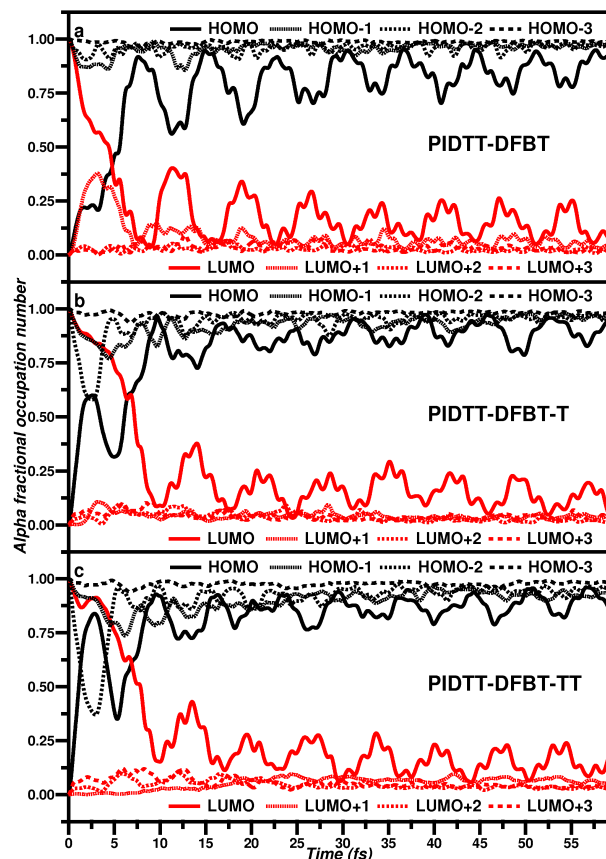 a
HOMO HOMO-1 HOMO-2 HOMO-3
1.00
0.75
0.50
0.25
0.00
PIDTT-DFBT
LUMO LUMO+1 LUMO+2 LUMO+3
b
HOMO HOMO-1 HOMO-2 HOMO-3
1.00
0.75
0.50
0.25
0.00
PIDTT-DFBT-T
LUMO LUMO+1 LUMO+2 LUMO+3
Alpha fractional occupation number
c
HOMO HOMO-1 HOMO-2 HOMO-3
1.00
0.75
0.50
0.25
0.00
PIDTT-DFBT-TT
LUMO LUMO+1 LUMO+2 LUMO+3
0 5 10 15 20 25 30 35 40 45 50 55
Time (fs)